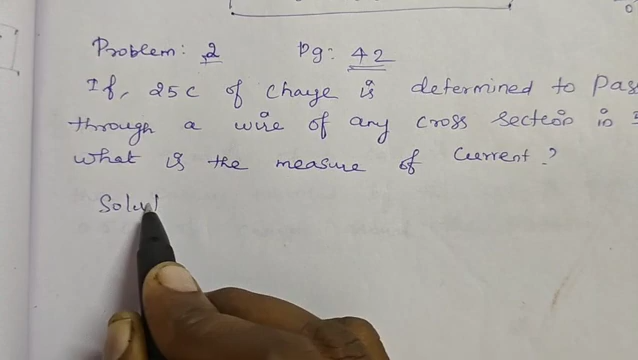 Problem: 2 Pg: 42
If, 25C of charge is determined to Pas
through a wire of any cross section in
what is the measure of current?
Solut